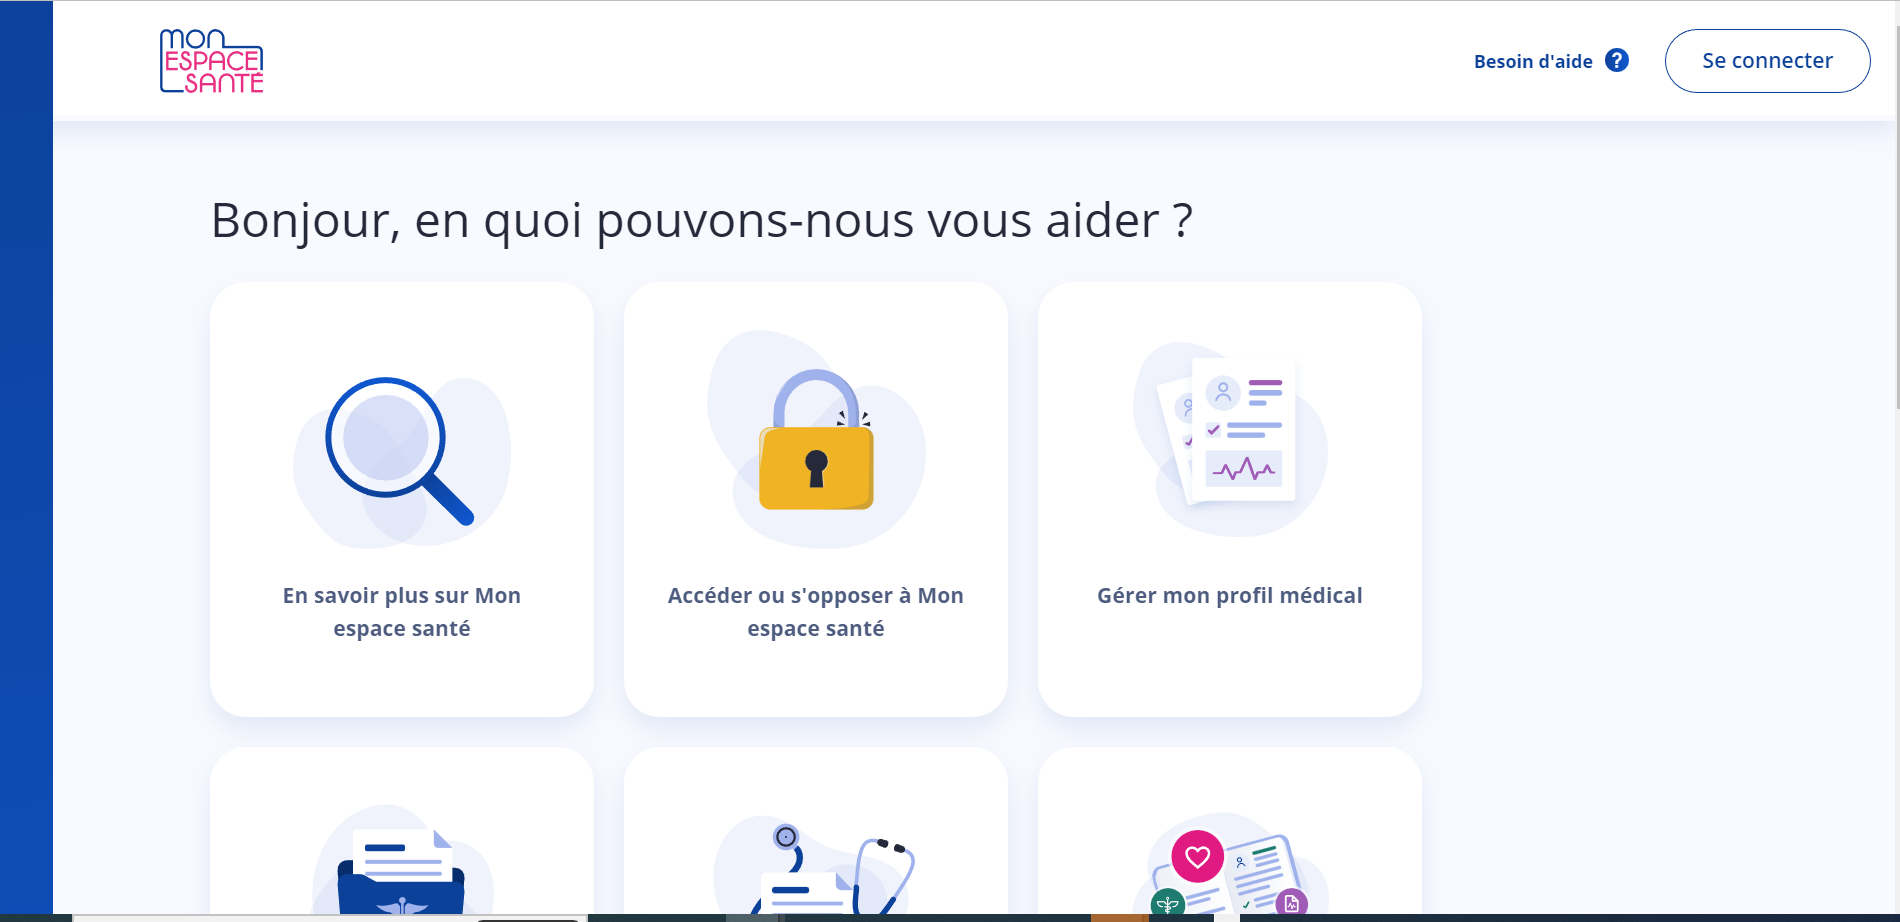 mon
ESPACE
SANTÉ
Besoin d'aide ?
Se connecter
Bonjour, en quoi pouvons-nous vous aider ?
En savoir plus sur Mon
espace santé
Accéder ou s'opposer à Mon
espace santé
Gérer mon profil médical